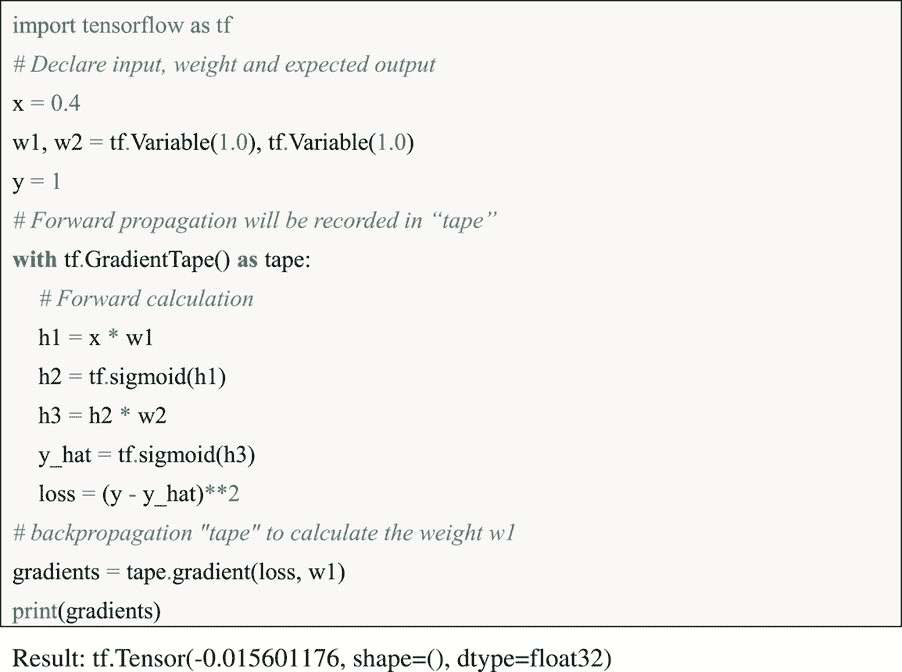 import tensorflow as tf
# Declare input, weight and expected output
x = 0.4
w1, w2 = tf.Variable(1.0), tf.Variable(1.0)
y = 1
# Forward propagation will be recorded in “tape”
with tf.GradientTape() as tape:
# Forward calculation
h1 = x * w1
h2 = tf.sigmoid(h1)
h3 = h2 * w2
y_hat = tf.sigmoid(h3)
loss = (y - y_hat)**2
# backpropagation "tape" to calculate the weight w1
gradients = tape.gradient(loss, w1)
print(gradients)
Result: tf.Tensor(-0.015601176, shape=(), dtype=float32)